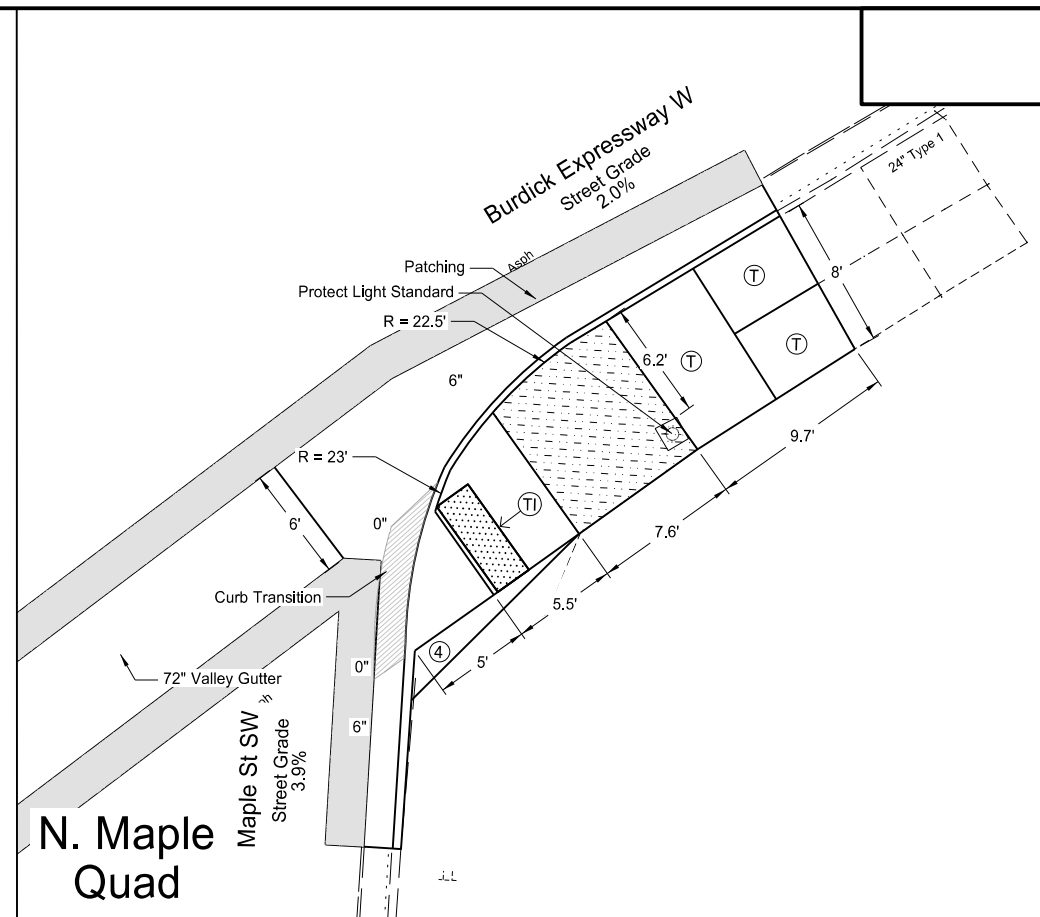 Burdick Expressway W
Street Grade
2.0%
24" Type 1
Asph
Patching
Protect Light Standard
R = 22.5'
T
8'
T
T
6.2'
6"
9.7'
R = 23'
TI
0"
6'
7.6'
Curb Transition
5.5'
4
5'
0"
72" Valley Gutter
6"
Maple St SW
Street Grade
3.9%
N. Maple
Quad